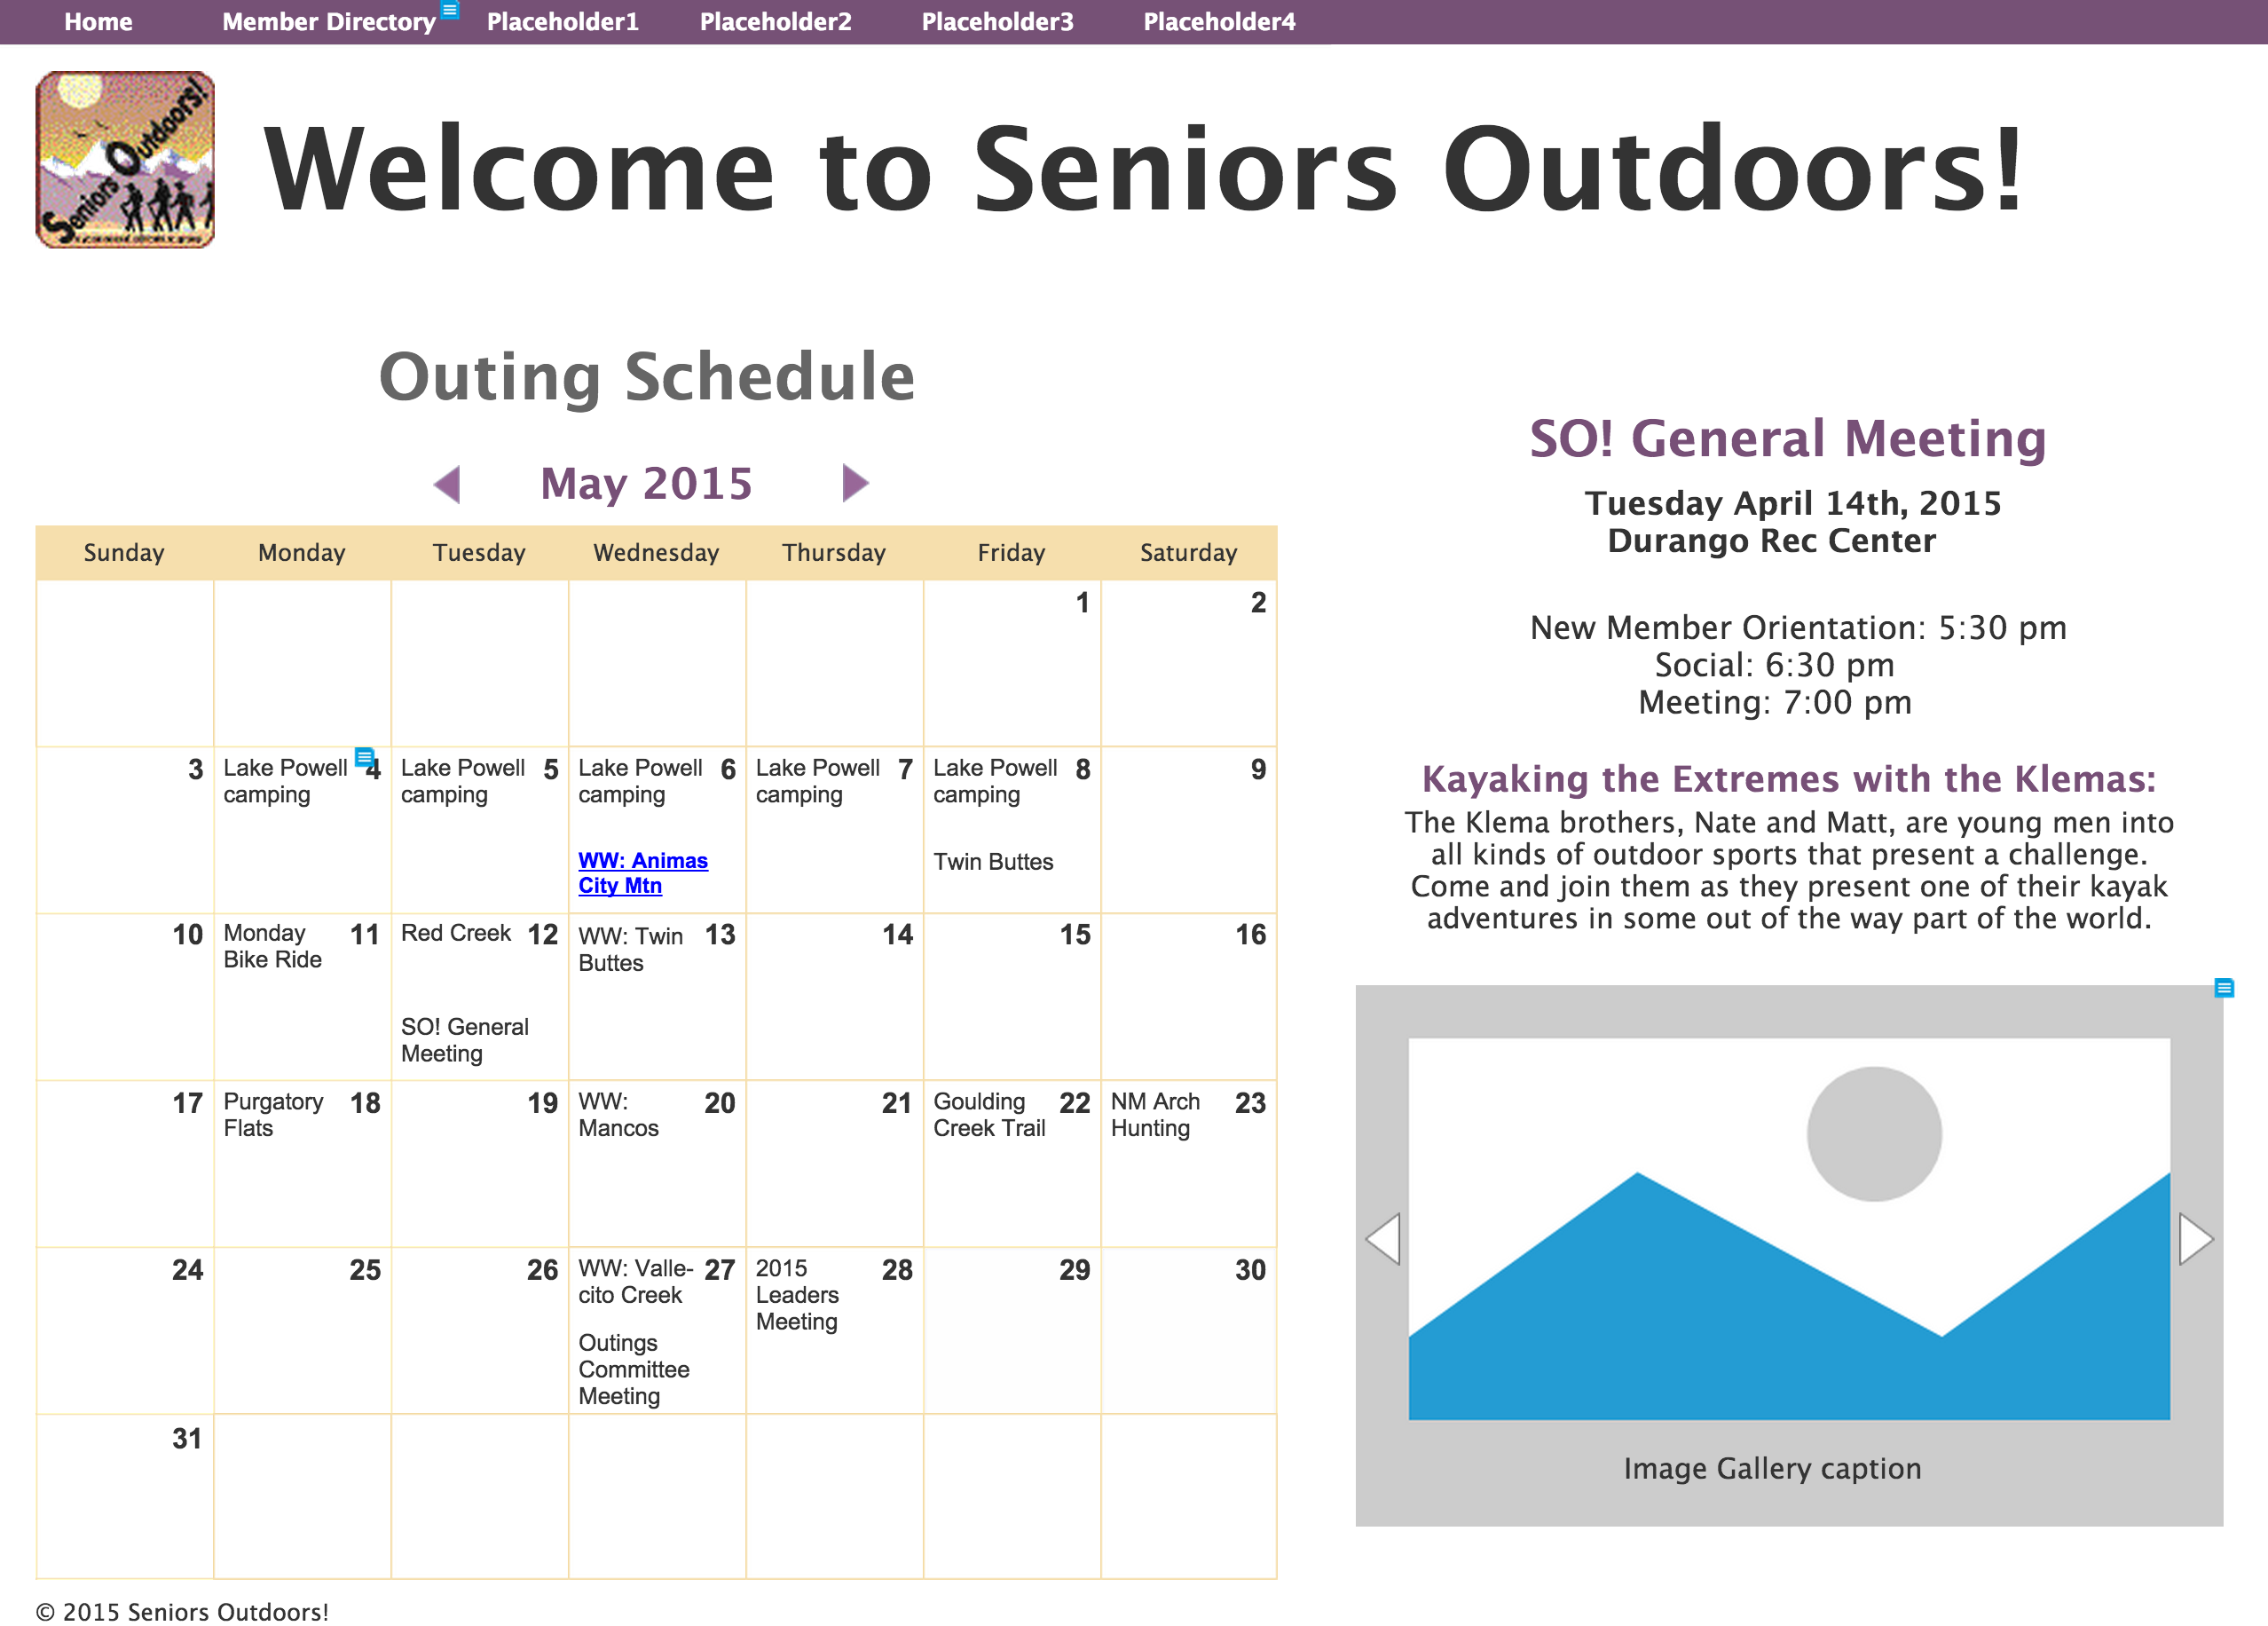 Home Member Directory Placeholder1 Placeholder2 Placeholder3 Placeholder4
Seniors Outdoors!
Welcome to Seniors Outdoors!
Outing Schedule
May 2015
Sunday Monday Tuesday Wednesday Thursday Friday Saturday
1 2
3 Lake Powell 4 Lake Powell 5 Lake Powell 6 Lake Powell 7 Lake Powell 8 9
camping camping camping camping camping
WW: Animas Twin Buttes
City Mtn
10 Monday 11 Red Creek 12 WW: Twin 13 14 15 16
Bike Ride Buttes
SO! General
Meeting
17 Purgatory 18 19 WW: 20 21 Goulding 22 NM Arch 23
Flats Mancos Creek Trail Hunting
24 25 26 WW: Valle- 27 2015 28 29 30
cito Creek Leaders
Meeting
Outings
Committee
Meeting
31
SO! General Meeting
Tuesday April 14th, 2015
Durango Rec Center
New Member Orientation: 5:30 pm
Social: 6:30 pm
Meeting: 7:00 pm
Kayaking the Extremes with the Klemas:
The Klema brothers, Nate and Matt, are young men into
all kinds of outdoor sports that present a challenge.
Come and join them as they present one of their kayak
adventures in some out of the way part of the world.
Image Gallery caption
© 2015 Seniors Outdoors!